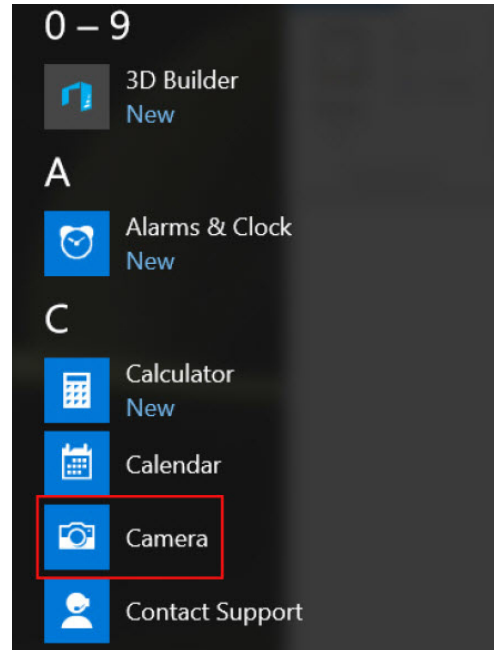 0 – 9
3D Builder
New
A
Alarms & Clock
New
C
Calculator
New
Calendar
Camera
Contact Support